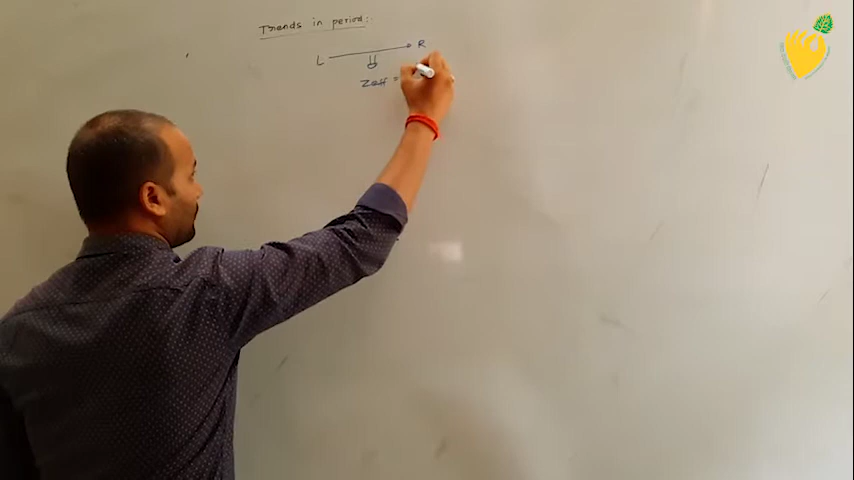 Trends in period:
L → R
Zeff =